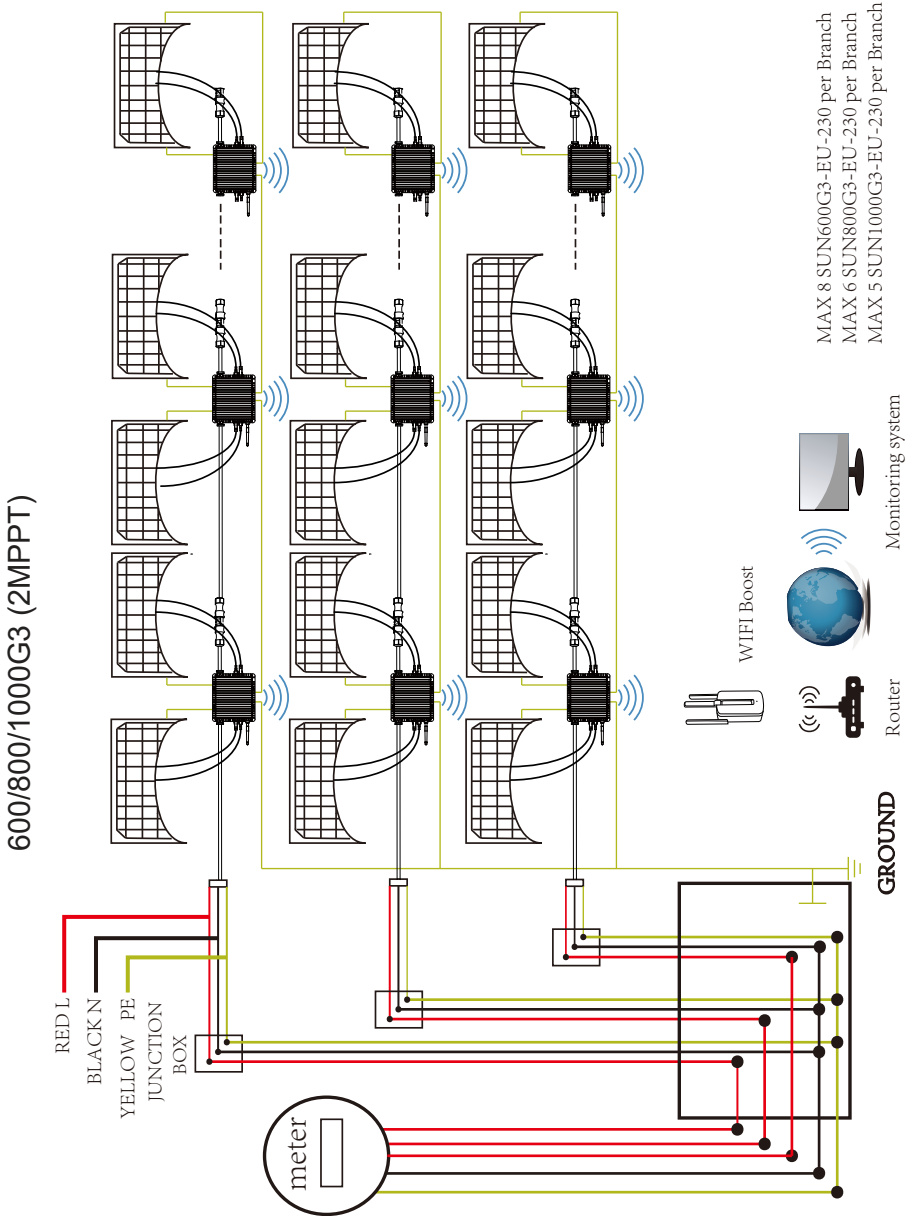 600/800/1000G3 (2MPPT)
RED L
BLACK N
YELLOW PE
JUNCTION
BOX
meter
GROUND
WIFI Boost
Router
Monitoring system
MAX 8 SUN600G3-EU-230 per Branch
MAX 6 SUN800G3-EU-230 per Branch
MAX 5 SUN1000G3-EU-230 per Branch